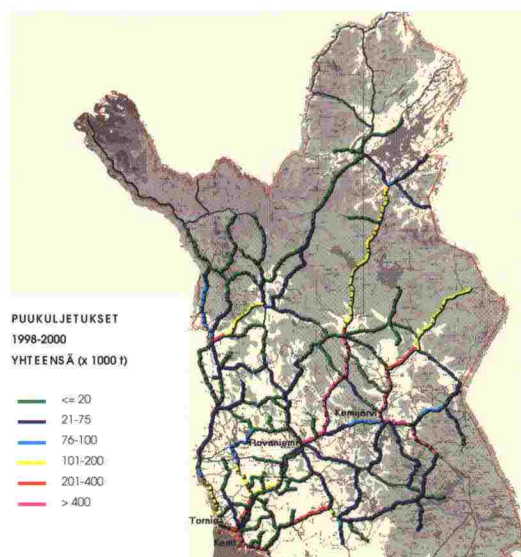 PUUKULJETUKSET
1998-2000
YHTEENSÄ (x 1000 t)
<= 20
21-75
76-100
101-200
201-400
> 400
Kemijärvi
Rovaniemi
Tornio
Kemi